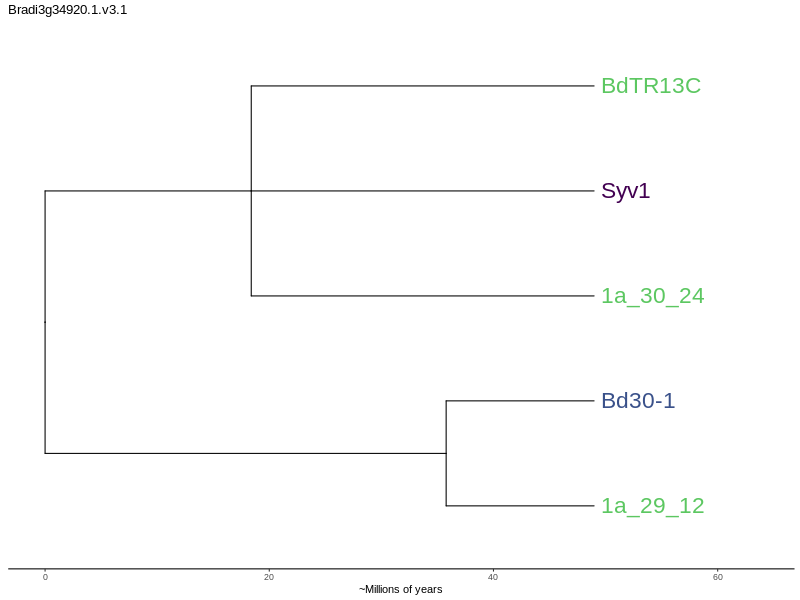 Bradi3g34920.1.v3.1
BdTR13C
Syv1
1a_30_24
Bd30-1
1a_29_12
0 20 40 60
~Millions of years